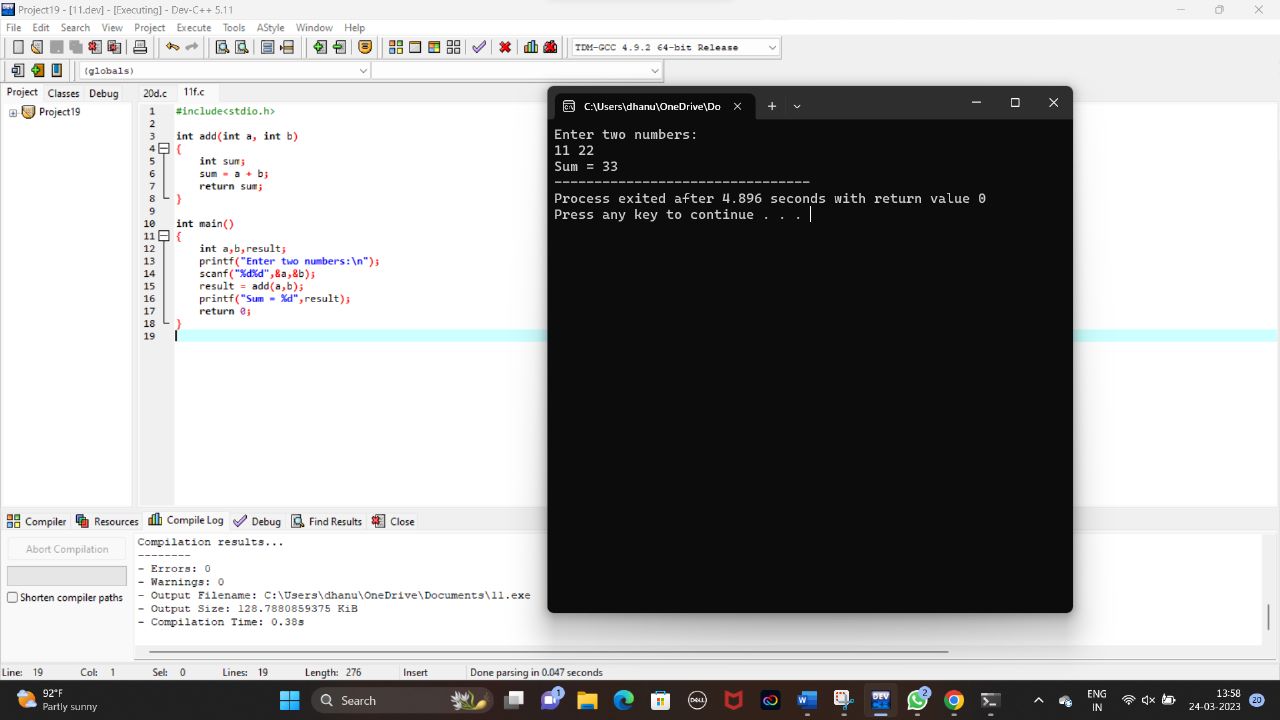 Project19 - [11.dev] - [Executing] - Dev-C++ 5.11
File Edit Search View Project Execute Tools AStyle Window Help
TDM-GCC 4.9.2 64-bit Release
(globals)
Project Classes Debug
20d.c 11f.c
Project19
1 #include<stdio.h>
2
3 int add(int a, int b)
4 {
5 int sum;
6 sum = a + b;
7 return sum;
8 }
9
10 int main()
11 {
12 int a,b,result;
13 printf("Enter two numbers:\n");
14 scanf("%d%d",&a,&b);
15 result = add(a,b);
16 printf("Sum = %d",result);
17 return 0;
18 }
19
C:\Users\dhanu\OneDrive\Do
Enter two numbers:
11 22
Sum = 33
--------------------------------
Process exited after 4.896 seconds with return value 0
Press any key to continue . . .
Compiler Resources Compile Log Debug Find Results Close
Abort Compilation
Shorten compiler paths
Compilation results...
--------
- Errors: 0
- Warnings: 0
- Output Filename: C:\Users\dhanu\OneDrive\Documents\11.exe
- Output Size: 128.7880859375 KiB
- Compilation Time: 0.38s
Line: 19 Col: 1 Sel: 0 Lines: 19 Length: 276 Insert Done parsing in 0.047 seconds
92°F
Partly sunny
Search
1
DELL
DEV
2
ENG
IN
13:58
24-03-2023
20